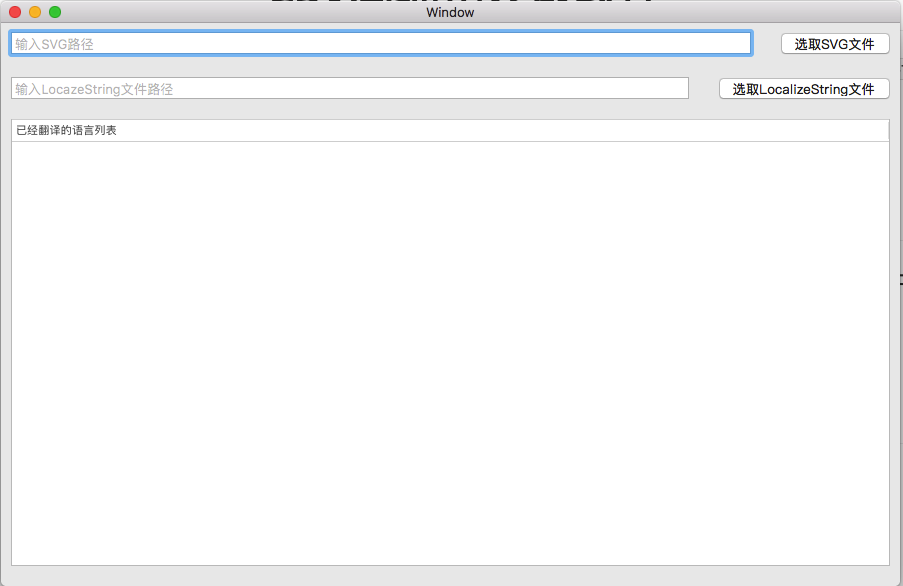 Window
输入SVG路径
选取SVG文件
输入LocazeString文件路径
选取LocalizeString文件
已经翻译的语言列表